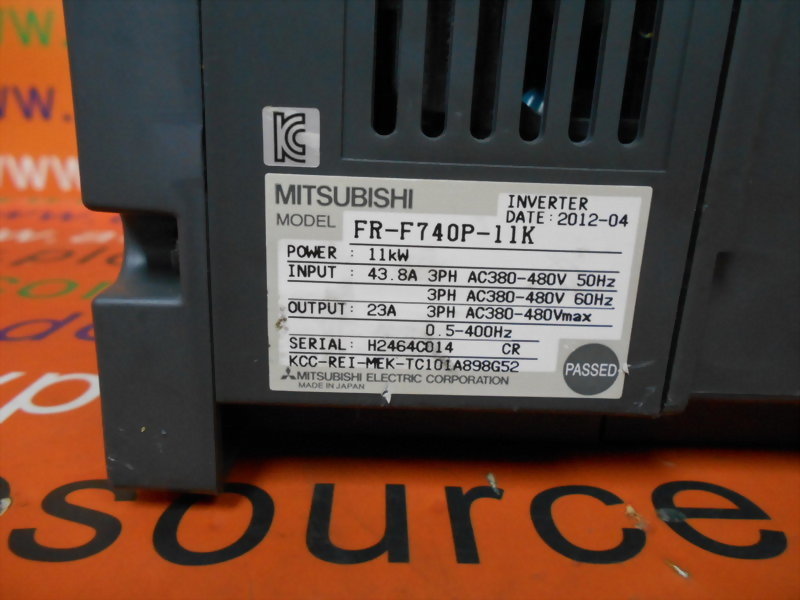 MITSUBISHI INVERTER
DATE: 2012-04
MODEL FR-F740P-11K
POWER : 11kW
INPUT : 43.8A 3PH AC380-480V 50Hz
3PH AC380-480V 60Hz
OUTPUT: 23A 3PH AC380-480Vmax
0.5-400Hz
SERIAL: H2464C014 CR
KCC-REI-MEK-TC101A898G52
MITSUBISHI ELECTRIC CORPORATION
MADE IN JAPAN
PASSED
source